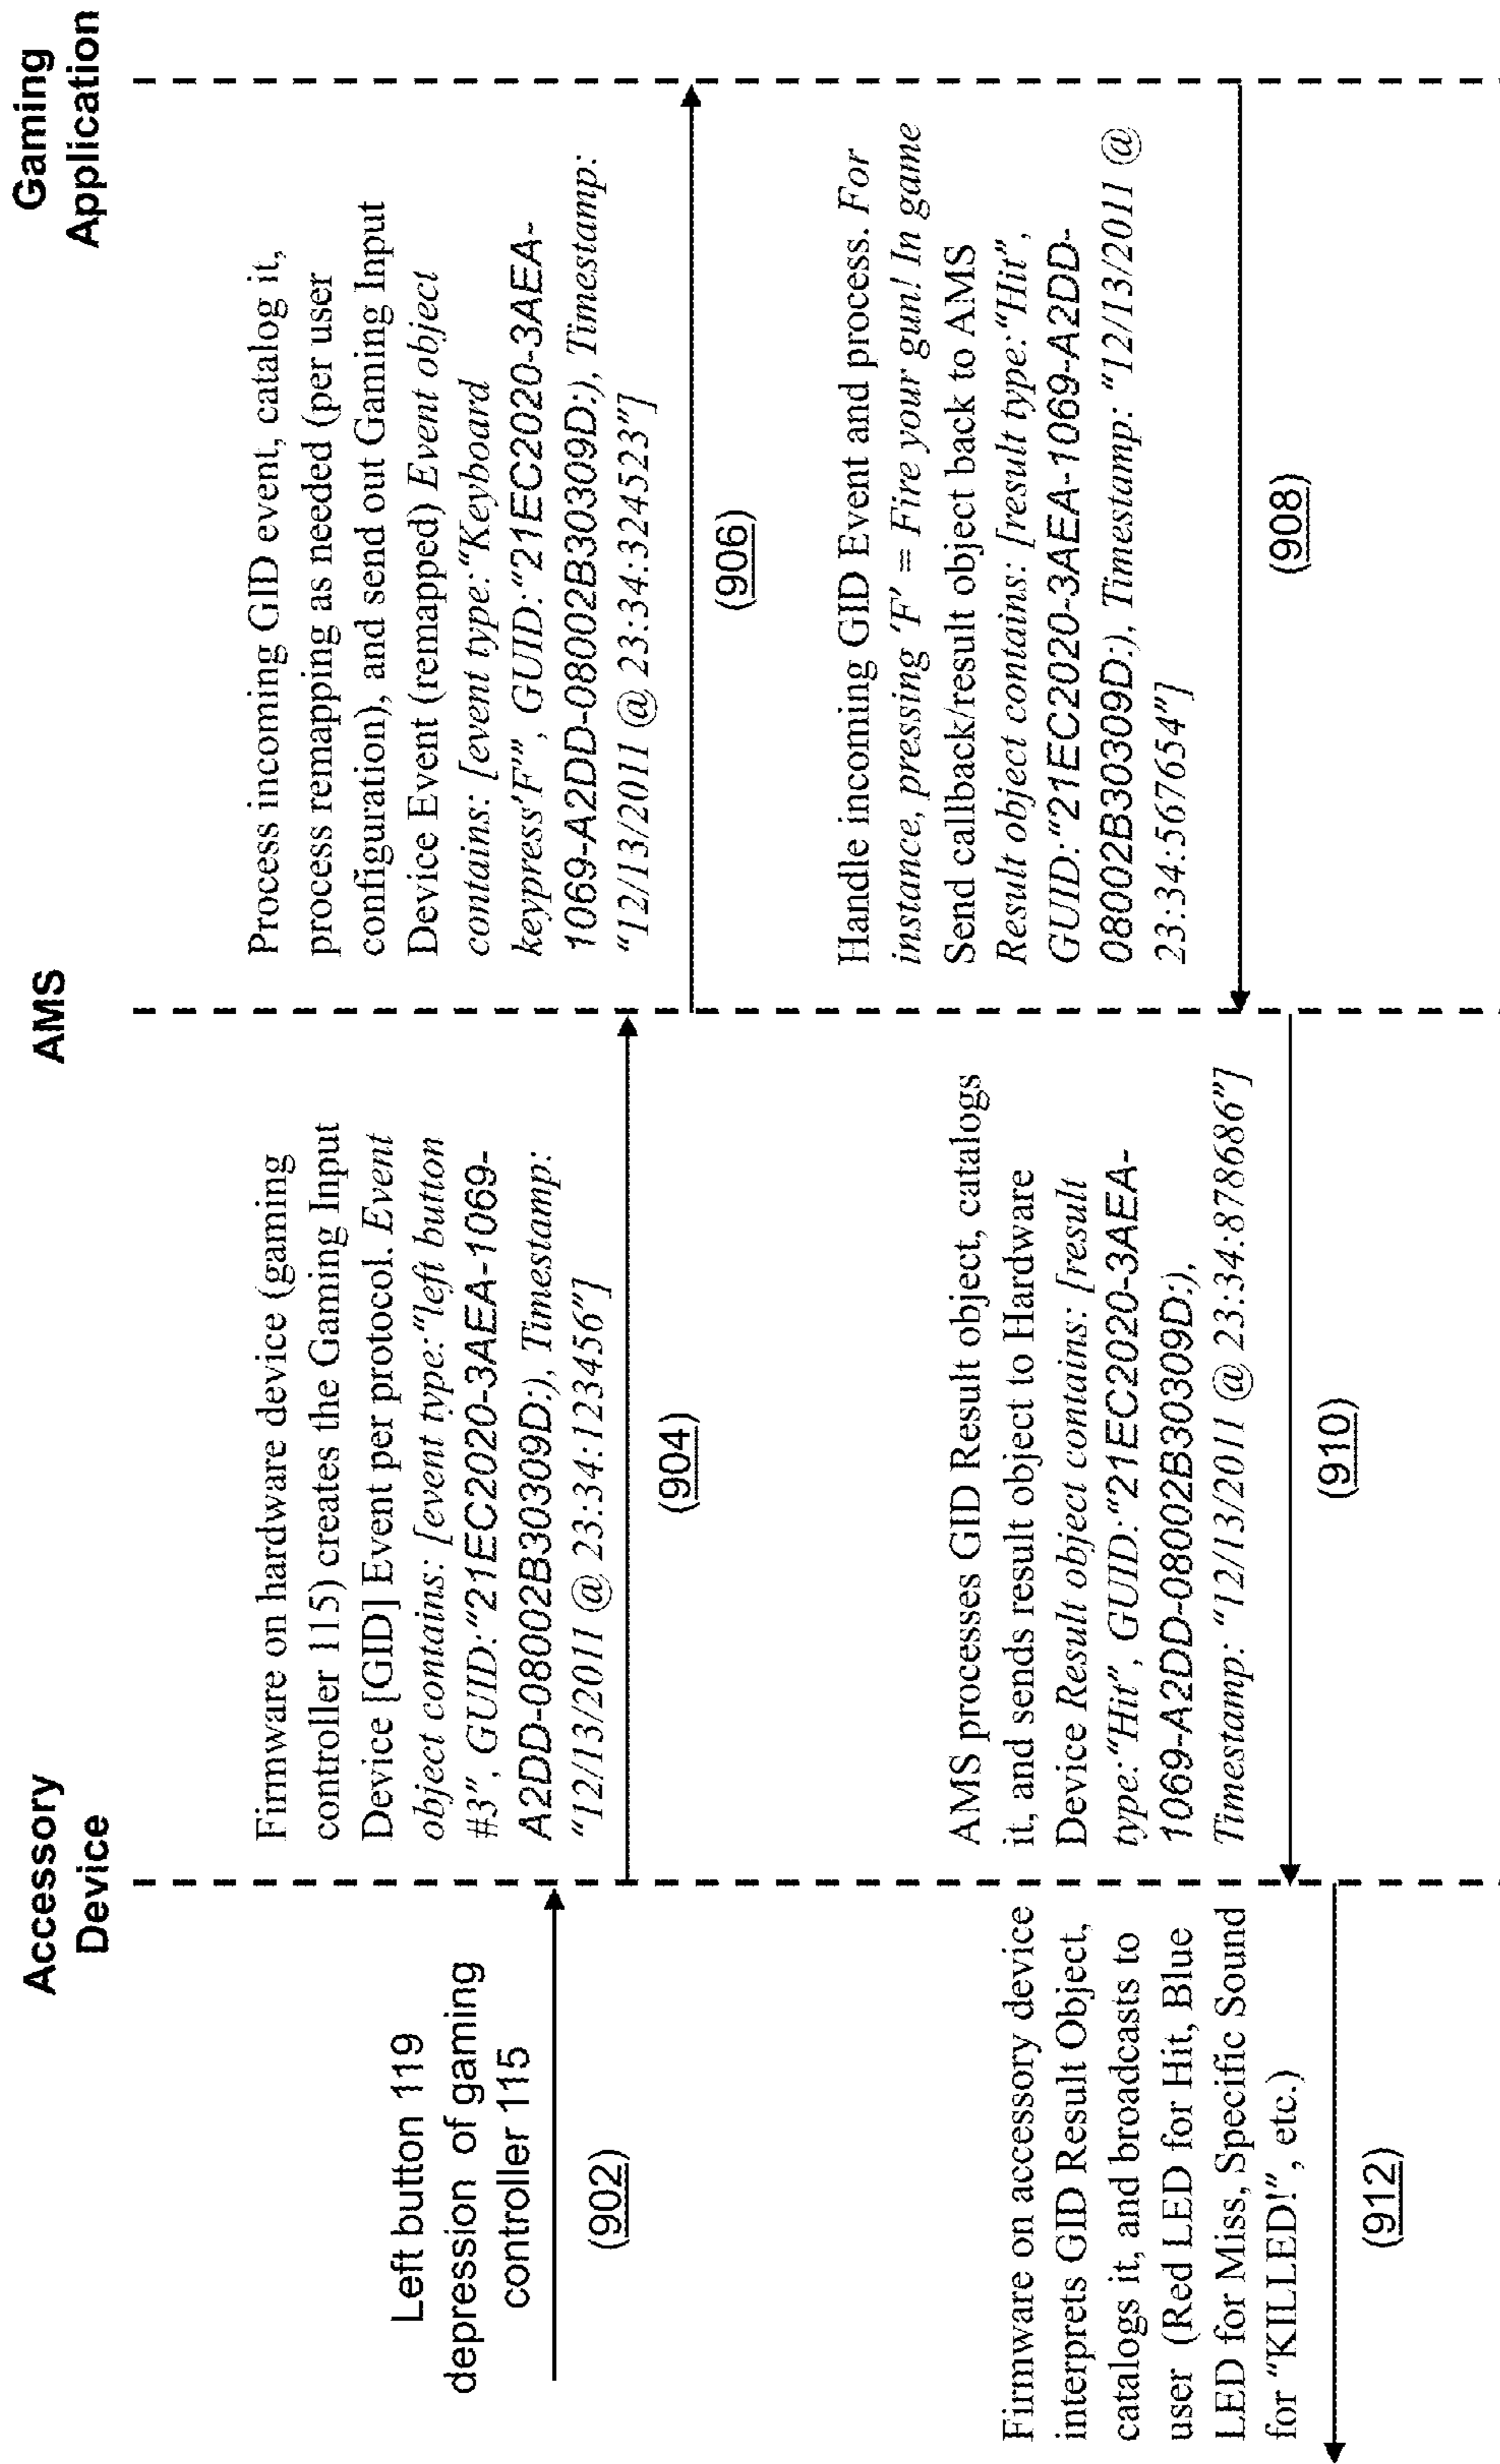 Accessory
Device
AMS
Gaming
Application
Left button 119
depression of gaming
controller 115
(902)
Firmware on hardware device (gaming
controller 115) creates the Gaming Input
Device [GID] Event per protocol. Event
object contains: [event type:"left button
#3", GUID:"21EC2020-3AEA-1069-
A2DD-08002B30309D:), Timestamp:
"12/13/2011 @ 23:34:123456"]
(904)
Process incoming GID event, catalog it,
process remapping as needed (per user
configuration), and send out Gaming Input
Device Event (remapped) Event object
contains: [event type:"Keyboard
keypress'F'", GUID:"21EC2020-3AEA-
1069-A2DD-08002B30309D:), Timestamp:
"12/13/2011 @ 23:34:324523"]
(906)
Handle incoming GID Event and process. For
instance, pressing 'F' = Fire your gun! In game
Send callback/result object back to AMS
Result object contains: [result type:"Hit",
GUID:"21EC2020-3AEA-1069-A2DD-
08002B30309D:), Timestamp: "12/13/2011 @
23:34:567654"]
(908)
AMS processes GID Result object, catalogs
it, and sends result object to Hardware
Device Result object contains: [result
type:"Hit", GUID:"21EC2020-3AEA-
1069-A2DD-08002B30309D:),
Timestamp: "12/13/2011 @ 23:34:878686"]
(910)
Firmware on accessory device
interprets GID Result Object,
catalogs it, and broadcasts to
user (Red LED for Hit, Blue
LED for Miss, Specific Sound
for "KILLED!", etc.)
(912)